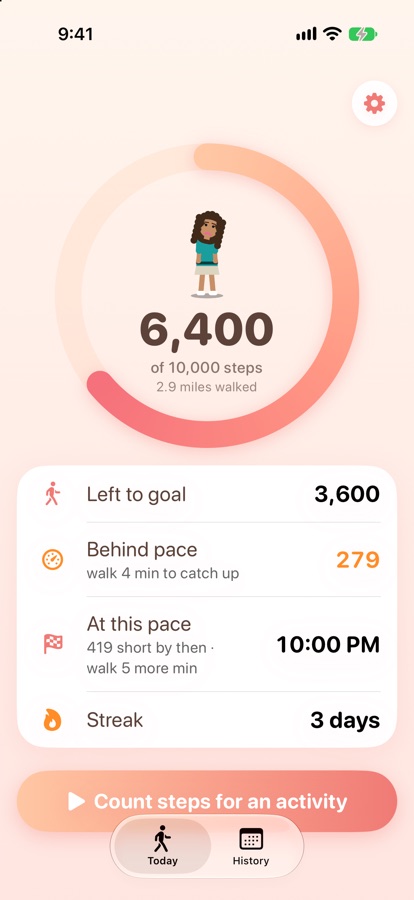 9:41
6,400
of 10,000 steps
2.9 miles walked
Left to goal
3,600
Behind pace
walk 4 min to catch up
279
At this pace
419 short by then ·
walk 5 more min
10:00 PM
Streak
3 days
Count steps for an activity
Today
History